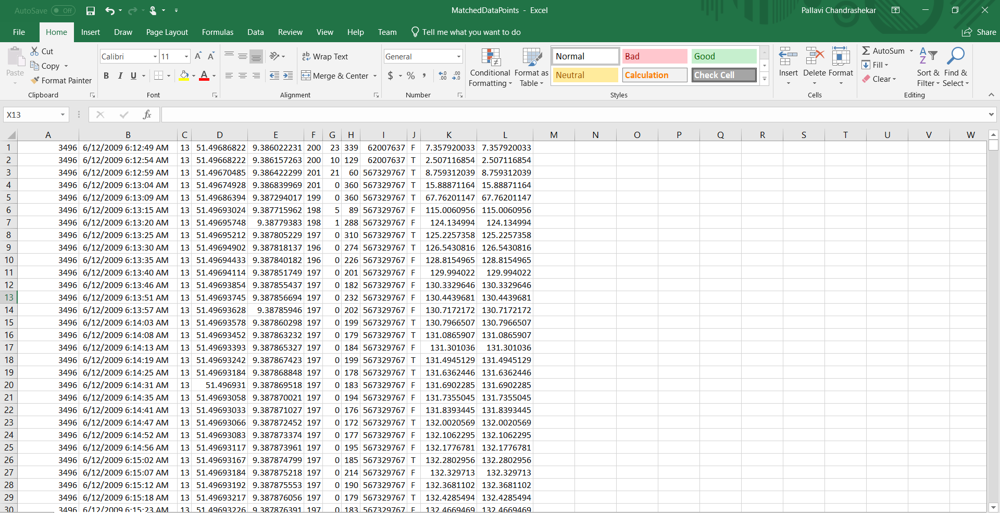 AutoSave Off MatchedDataPoints - Excel Pallavi Chandrashekar
File Home Insert Draw Page Layout Formulas Data Review View Help Team Tell me what you want to do Share
Paste Cut Copy Format Painter Clipboard
Calibri 11 A A B I U A Font
ab Wrap Text Merge & Center Alignment
General $ % , Number
Conditional Formatting Format as Table Normal Bad Good Neutral Calculation Check Cell Styles
Insert Delete Format Cells
AutoSum Fill Clear Sort & Filter Find & Select Editing
X13 fx
A B C D E F G H I J K L M N O P Q R S T U V W
1 3496 6/12/2009 6:12:49 AM 13 51.49686822 9.386022231 200 23 339 62007637 F 7.357920033 7.357920033
2 3496 6/12/2009 6:12:54 AM 13 51.49668222 9.386157263 200 10 129 62007637 T 2.507116854 2.507116854
3 3496 6/12/2009 6:12:59 AM 13 51.49670485 9.386422299 201 21 60 567329767 T 8.759312039 8.759312039
4 3496 6/12/2009 6:13:04 AM 13 51.49674928 9.386839969 201 0 360 567329767 T 15.88871164 15.88871164
5 3496 6/12/2009 6:13:09 AM 13 51.49686394 9.387294017 199 0 360 567329767 T 67.76201147 67.76201147
6 3496 6/12/2009 6:13:15 AM 13 51.49693024 9.387715962 198 5 89 567329767 F 115.0060956 115.0060956
7 3496 6/12/2009 6:13:20 AM 13 51.49695748 9.38779383 198 1 288 567329767 F 124.134994 124.134994
8 3496 6/12/2009 6:13:25 AM 13 51.49695212 9.387805229 197 0 310 567329767 T 125.2257358 125.2257358
9 3496 6/12/2009 6:13:30 AM 13 51.49694902 9.387818137 196 0 274 567329767 T 126.5430816 126.5430816
10 3496 6/12/2009 6:13:35 AM 13 51.49694433 9.387840182 196 0 226 567329767 F 128.8154965 128.8154965
11 3496 6/12/2009 6:13:40 AM 13 51.49694114 9.387851749 197 0 201 567329767 F 129.994022 129.994022
12 3496 6/12/2009 6:13:46 AM 13 51.49693854 9.387855437 197 0 182 567329767 F 130.3329646 130.3329646
13 3496 6/12/2009 6:13:51 AM 13 51.49693745 9.387856694 197 0 232 567329767 F 130.4439681 130.4439681
14 3496 6/12/2009 6:13:57 AM 13 51.49693628 9.38785946 197 0 202 567329767 F 130.7172172 130.7172172
15 3496 6/12/2009 6:14:03 AM 13 51.49693578 9.387860298 197 0 199 567329767 T 130.7966507 130.7966507
16 3496 6/12/2009 6:14:08 AM 13 51.49693452 9.387863232 197 0 179 567329767 T 131.0865907 131.0865907
17 3496 6/12/2009 6:14:13 AM 13 51.49693393 9.387865327 197 0 184 567329767 F 131.301036 131.301036
18 3496 6/12/2009 6:14:19 AM 13 51.49693242 9.387867423 197 0 199 567329767 T 131.4945129 131.4945129
19 3496 6/12/2009 6:14:25 AM 13 51.49693184 9.387868848 197 0 178 567329767 T 131.6362446 131.6362446
20 3496 6/12/2009 6:14:31 AM 13 51.496931 9.387869518 197 0 183 567329767 F 131.6902285 131.6902285
21 3496 6/12/2009 6:14:35 AM 13 51.49693058 9.387870021 197 0 194 567329767 F 131.7355045 131.7355045
22 3496 6/12/2009 6:14:41 AM 13 51.49693033 9.387871027 197 0 176 567329767 F 131.8393445 131.8393445
23 3496 6/12/2009 6:14:47 AM 13 51.49693066 9.387872452 197 0 172 567329767 T 132.0020569 132.0020569
24 3496 6/12/2009 6:14:52 AM 13 51.49693083 9.387873374 197 0 177 567329767 F 132.1062295 132.1062295
25 3496 6/12/2009 6:14:56 AM 13 51.49693117 9.387873961 197 0 195 567329767 F 132.1776781 132.1776781
26 3496 6/12/2009 6:15:02 AM 13 51.49693167 9.387874799 197 0 185 567329767 T 132.2802956 132.2802956
27 3496 6/12/2009 6:15:07 AM 13 51.49693184 9.387875218 197 0 214 567329767 F 132.329713 132.329713
28 3496 6/12/2009 6:15:12 AM 13 51.49693192 9.387875553 197 0 190 567329767 F 132.3681102 132.3681102
29 3496 6/12/2009 6:15:18 AM 13 51.49693217 9.387876056 197 0 179 567329767 T 132.4285494 132.4285494
30 3496 6/12/2009 6:15:23 AM 13 51.49693226 9.387876391 197 0 183 567329767 F 132.4669469 132.4669469